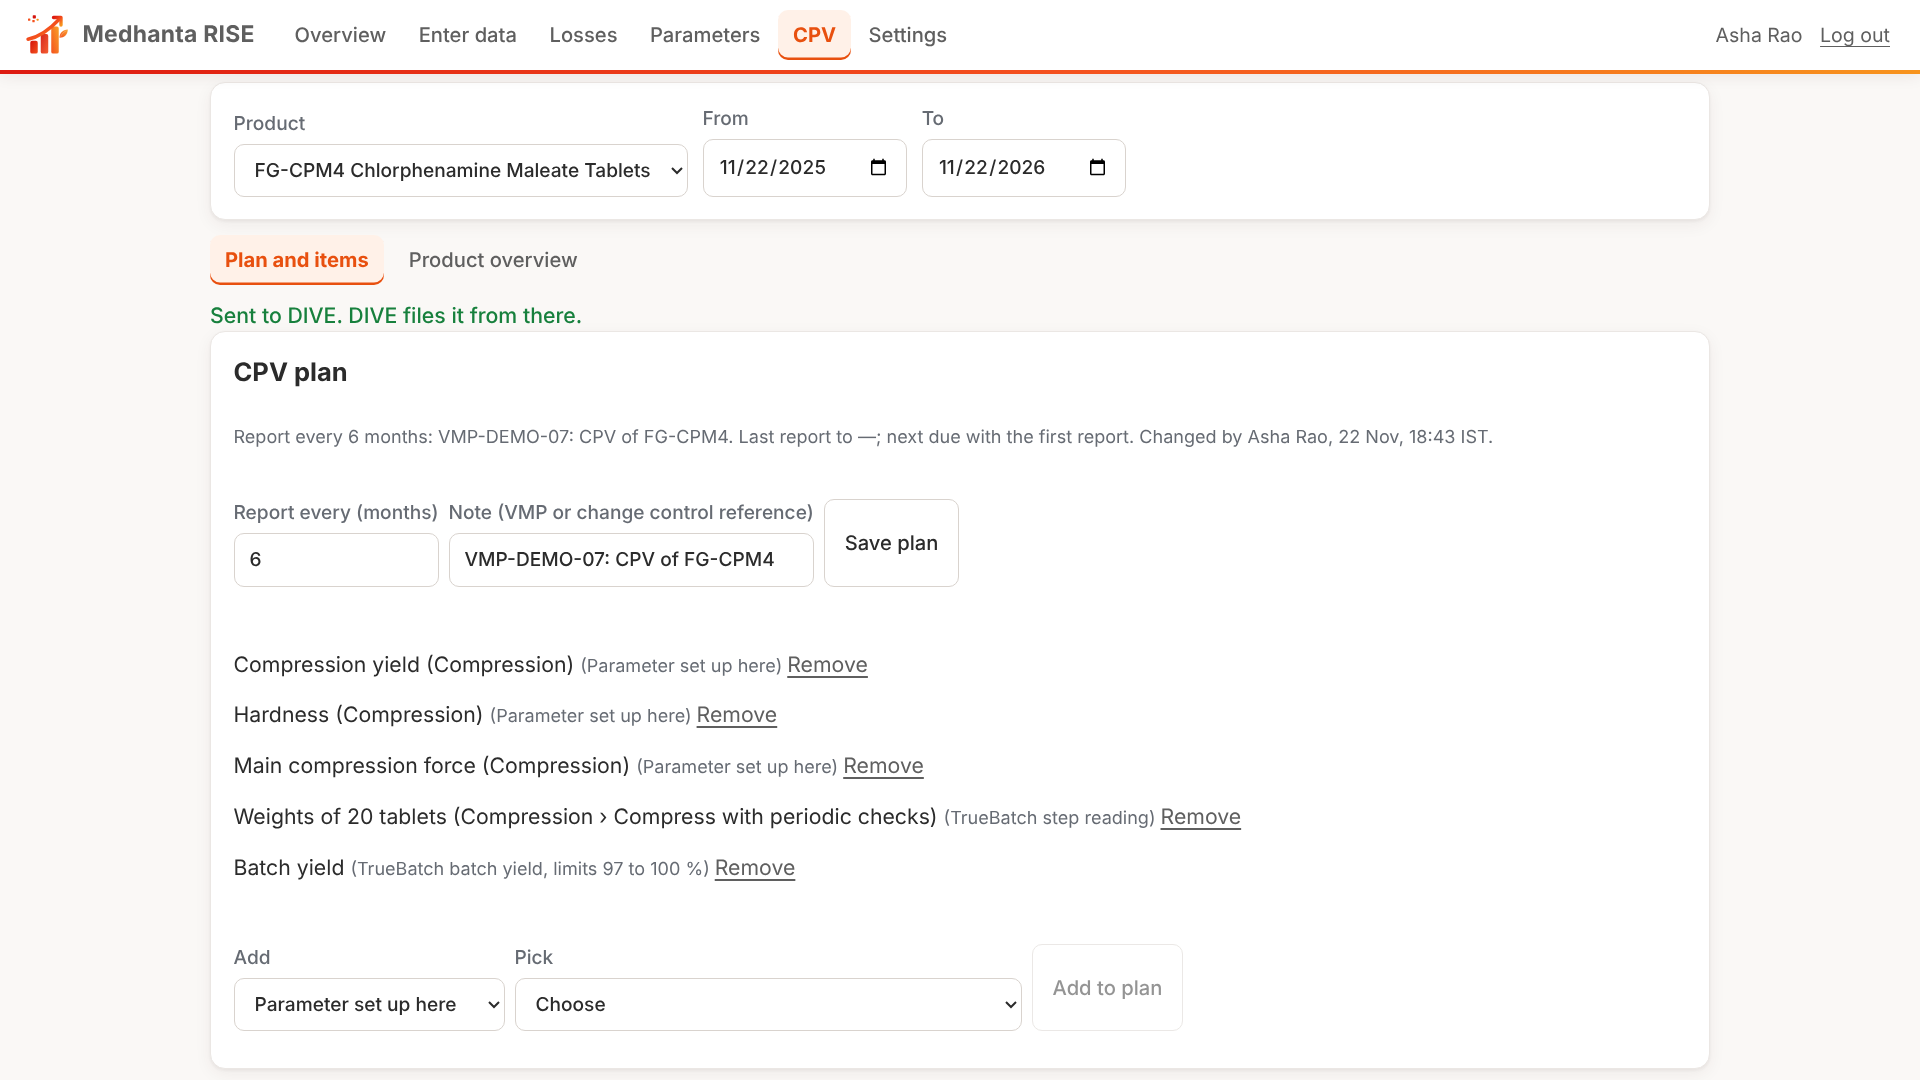 Medhanta RISE Overview Enter data Losses Parameters CPV Settings Asha Rao Log out
Product From To
FG-CPM4 Chlorphenamine Maleate Tablets 11/22/2025 11/22/2026
Plan and items Product overview
Sent to DIVE. DIVE files it from there.
CPV plan
Report every 6 months: VMP-DEMO-07: CPV of FG-CPM4. Last report to —; next due with the first report. Changed by Asha Rao, 22 Nov, 18:43 IST.
Report every (months) Note (VMP or change control reference)
6 VMP-DEMO-07: CPV of FG-CPM4 Save plan
Compression yield (Compression) (Parameter set up here) Remove
Hardness (Compression) (Parameter set up here) Remove
Main compression force (Compression) (Parameter set up here) Remove
Weights of 20 tablets (Compression › Compress with periodic checks) (TrueBatch step reading) Remove
Batch yield (TrueBatch batch yield, limits 97 to 100 %) Remove
Add Pick
Parameter set up here Choose Add to plan